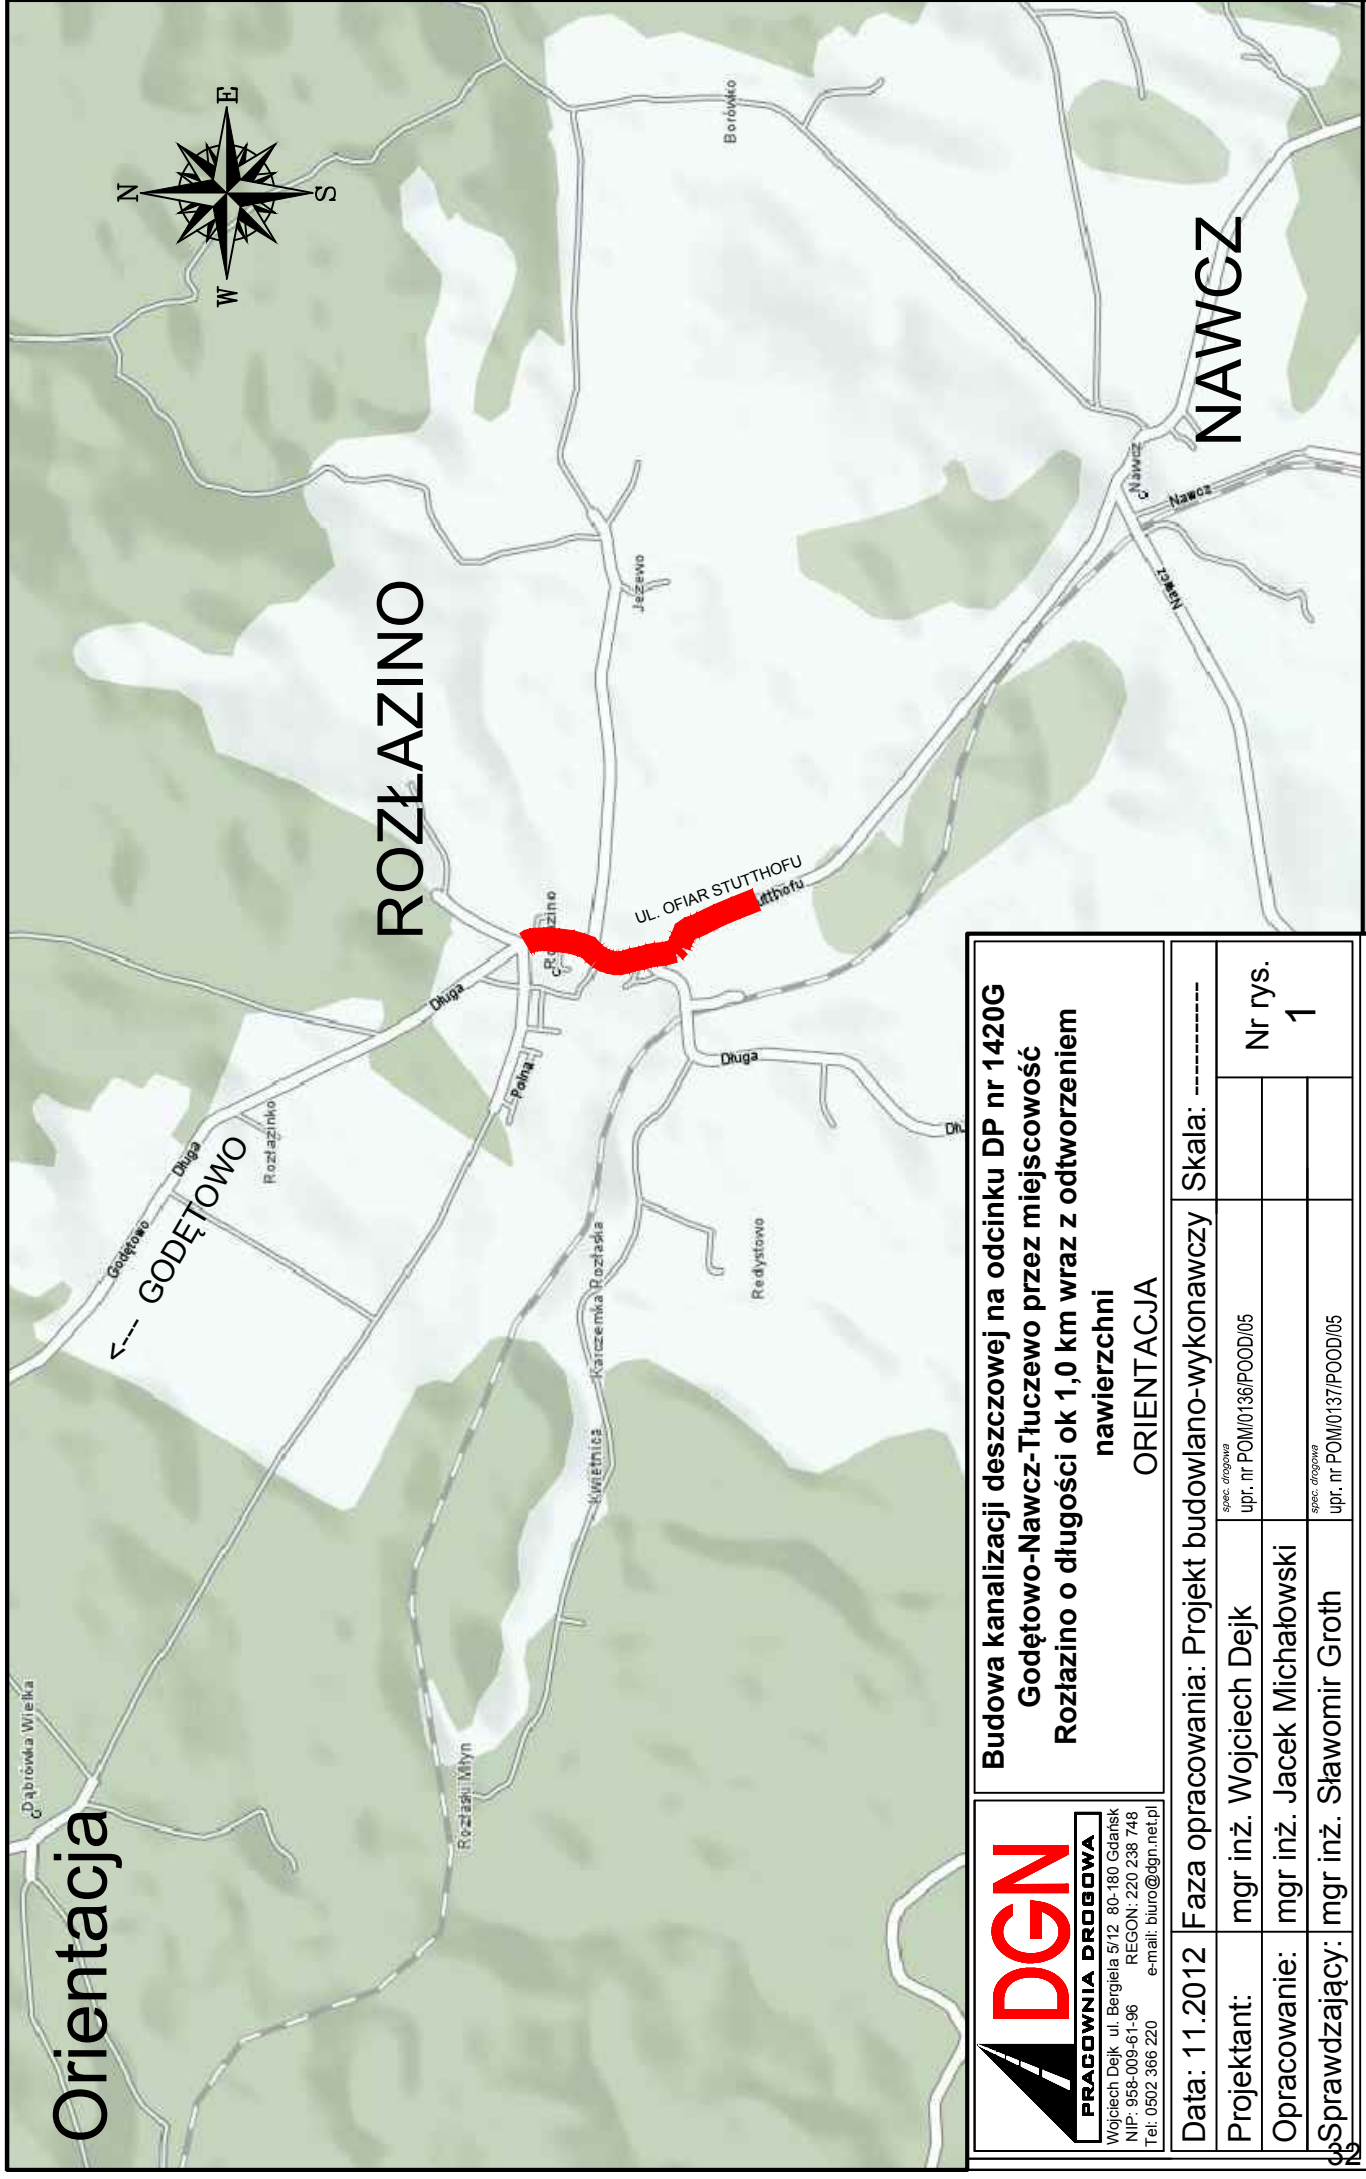 Orientacja
Dąbrówka Wielka
N
W
E
S
<--- GODĘTOWO
Godętowo
Długa
Rozłazinko
Długa
ROZŁAZINO
Polna
Borówko
Jeżewo
UL. OFIAR STUTTHOFU
Długa
Redystowo
Karczemka Rozłaska
Kwietnica
Rozłaski Młyn
Nawcz
Nawcz
Nawcz
NAWCZ
DGN
PRACOWNIA DROGOWA
Wojciech Dejk ul. Bergiela 5/12 80-180 Gdańsk
NIP: 958-009-61-96 REGON: 220 238 748
Tel: 0502 366 220 e-mail: biuro@dgn.net.pl
Budowa kanalizacji deszczowej na odcinku DP nr 1420G
Godętowo-Nawcz-Tłuczewo przez miejscowość
Rozłazino o długości ok 1,0 km wraz z odtworzeniem
nawierzchni
ORIENTACJA
Data: 11.2012 Faza opracowania: Projekt budowlano-wykonawczy Skala: ------------
Projektant: mgr inż. Wojciech Dejk
spec. drogowa
upr. nr POM/0136/POOD/05
Nr rys.
1
Opracowanie: mgr inż. Jacek Michałowski
Sprawdzający: mgr inż. Sławomir Groth
spec. drogowa
upr. nr POM/0137/POOD/05
32